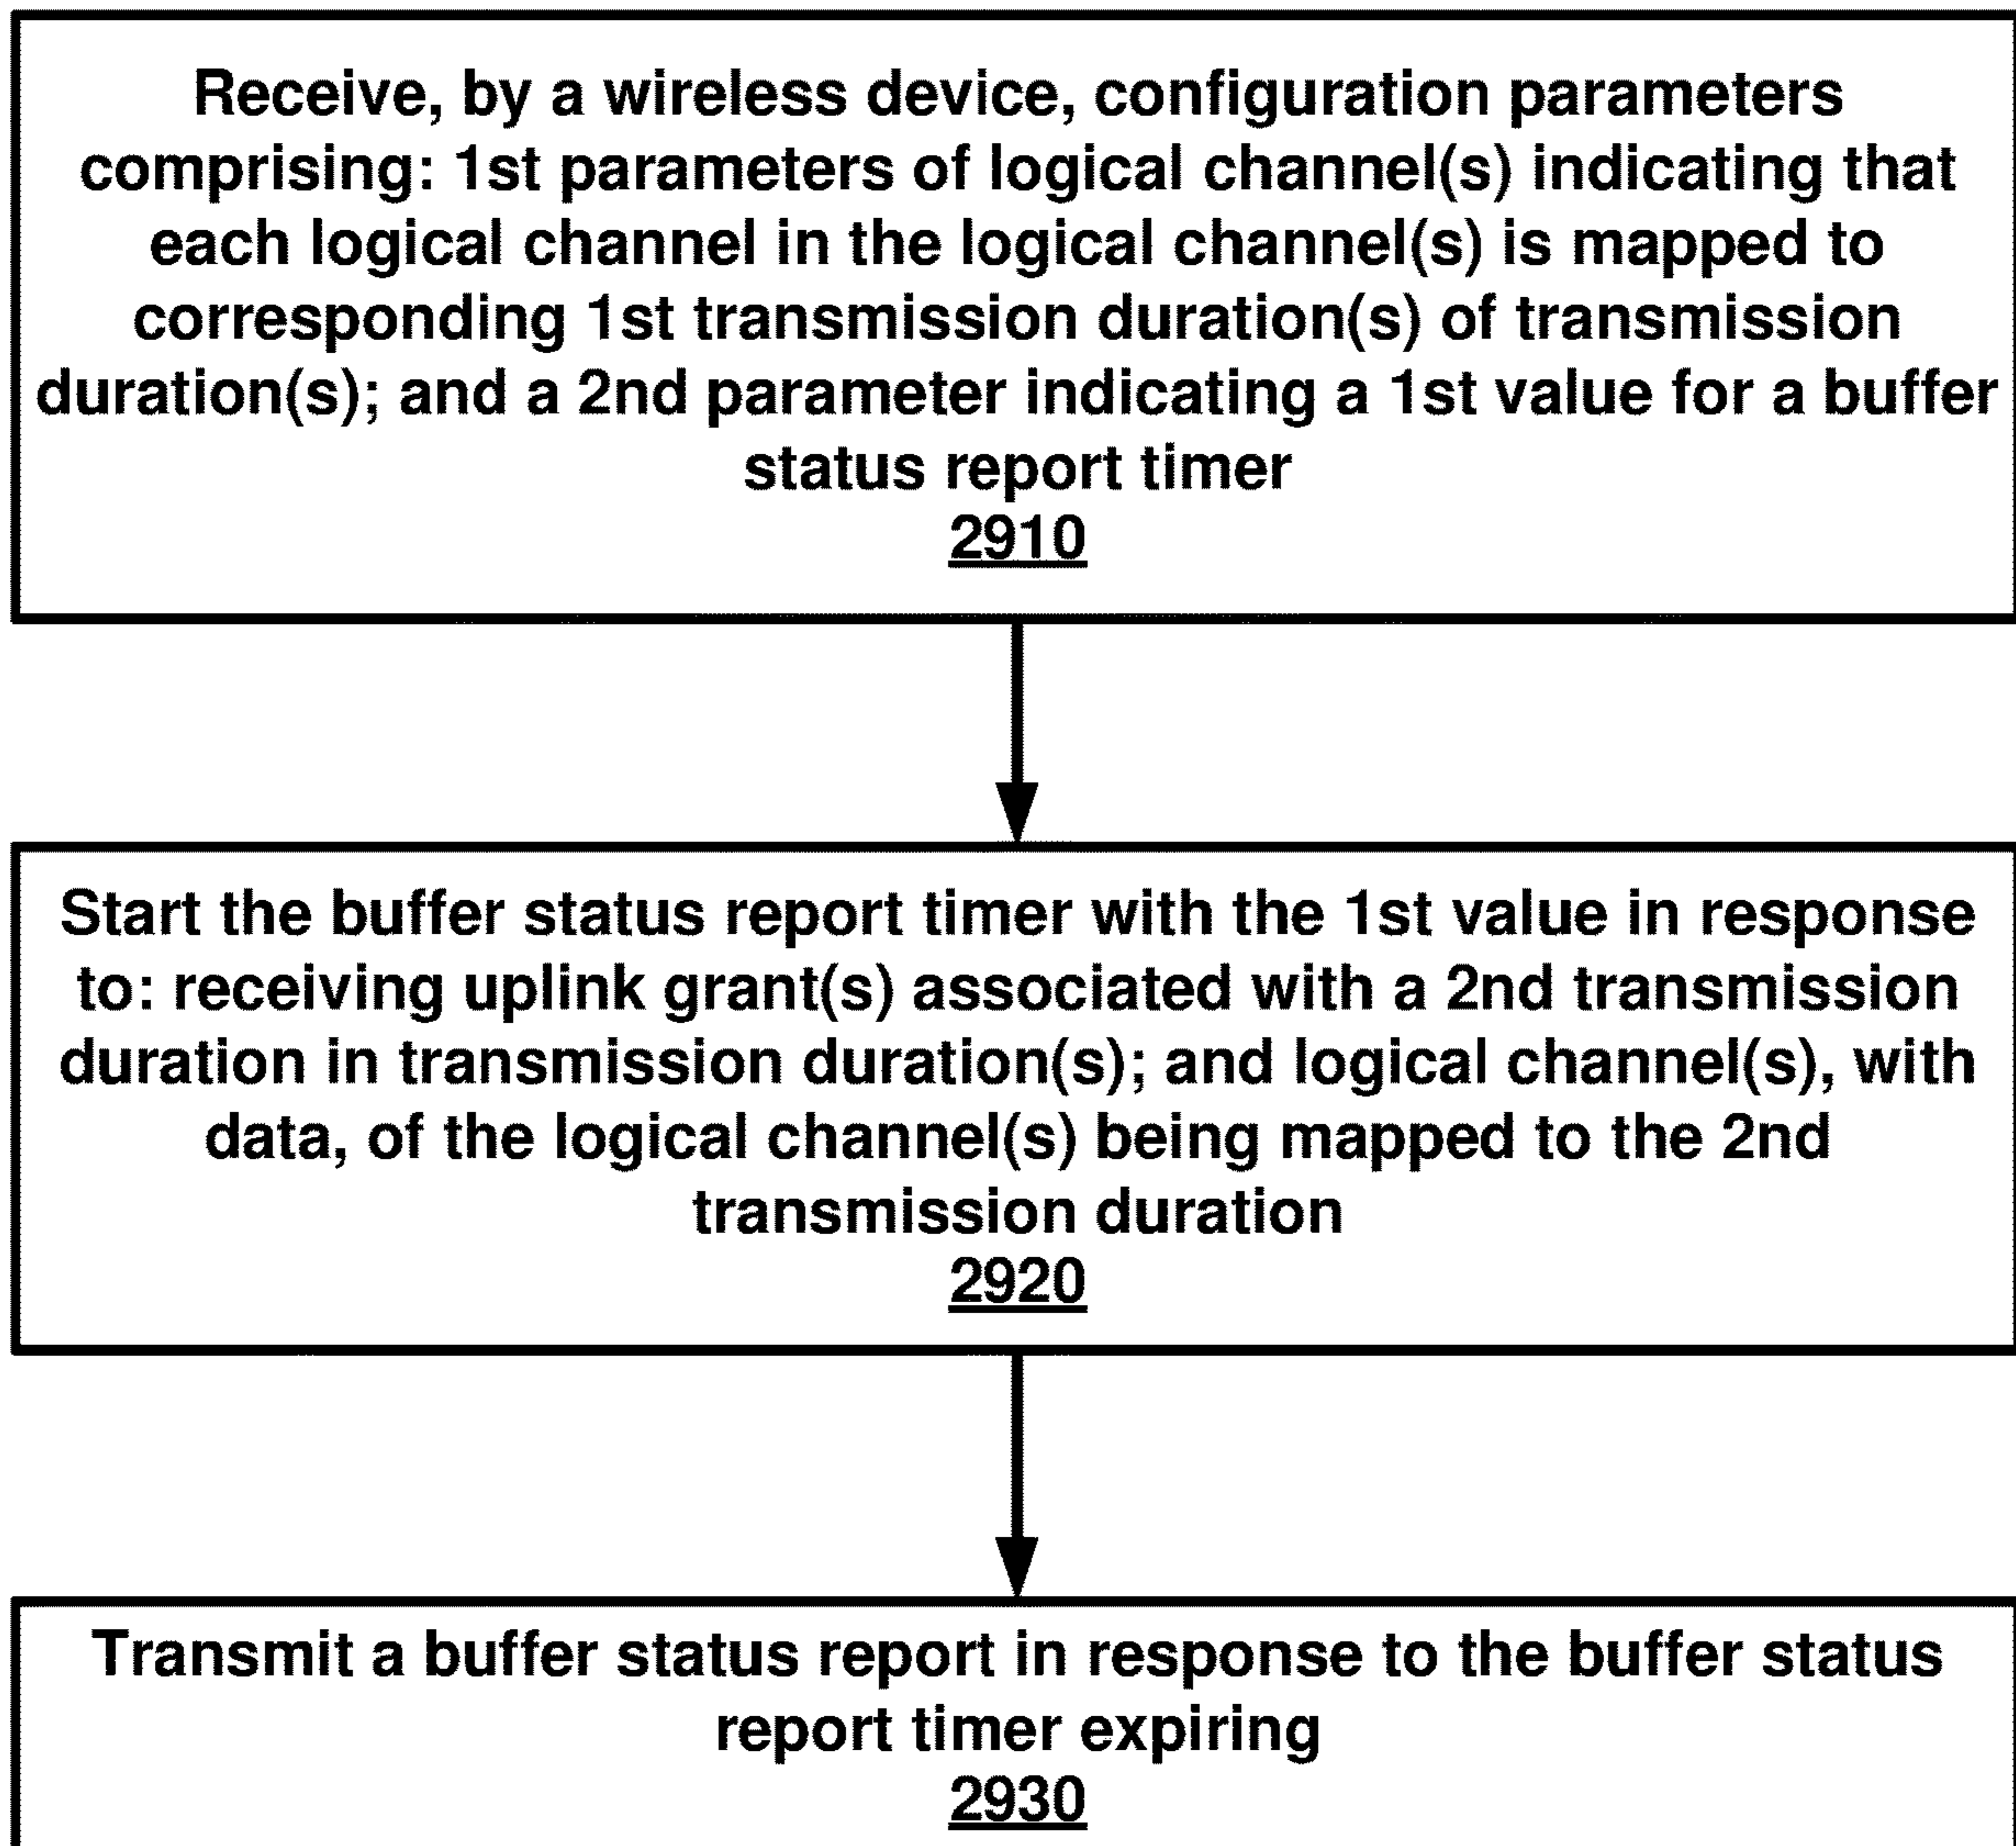 Receive, by a wireless device, configuration parameters
comprising: 1st parameters of logical channel(s) indicating that
each logical channel in the logical channel(s) is mapped to
corresponding 1st transmission duration(s) of transmission
duration(s); and a 2nd parameter indicating a 1st value for a buffer
status report timer
2910
Start the buffer status report timer with the 1st value in response
to: receiving uplink grant(s) associated with a 2nd transmission
duration in transmission duration(s); and logical channel(s), with
data, of the logical channel(s) being mapped to the 2nd
transmission duration
2920
Transmit a buffer status report in response to the buffer status
report timer expiring
2930